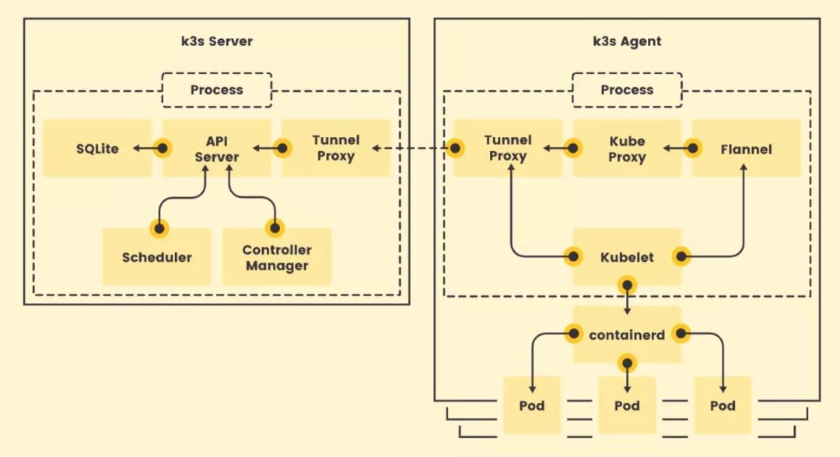 k3s Server
Process
SQLite
API
Server
Tunnel
Proxy
Scheduler
Controller
Manager
k3s Agent
Process
Tunnel
Proxy
Kube
Proxy
Flannel
Kubelet
containerd
Pod
Pod
Pod